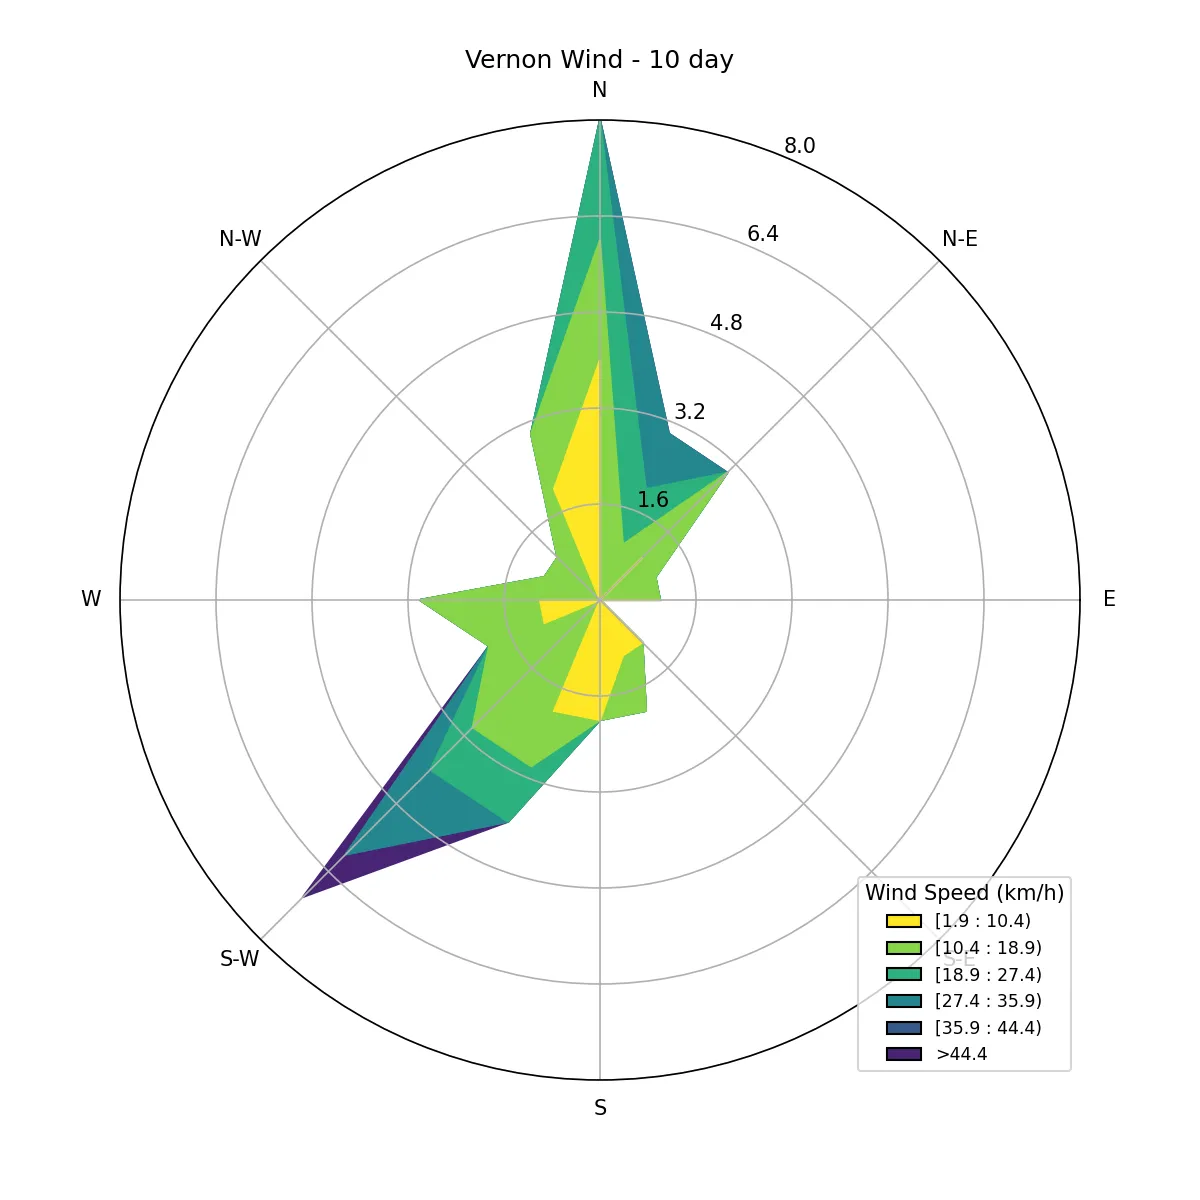 Vernon Wind - 10 day
N
8.0
6.4
N-W
N-E
4.8
3.2
1.6
W
E
Wind Speed (km/h)
[1.9 : 10.4)
[10.4 : 18.9)
S-W
S-E
[18.9 : 27.4)
[27.4 : 35.9)
[35.9 : 44.4)
>44.4
S